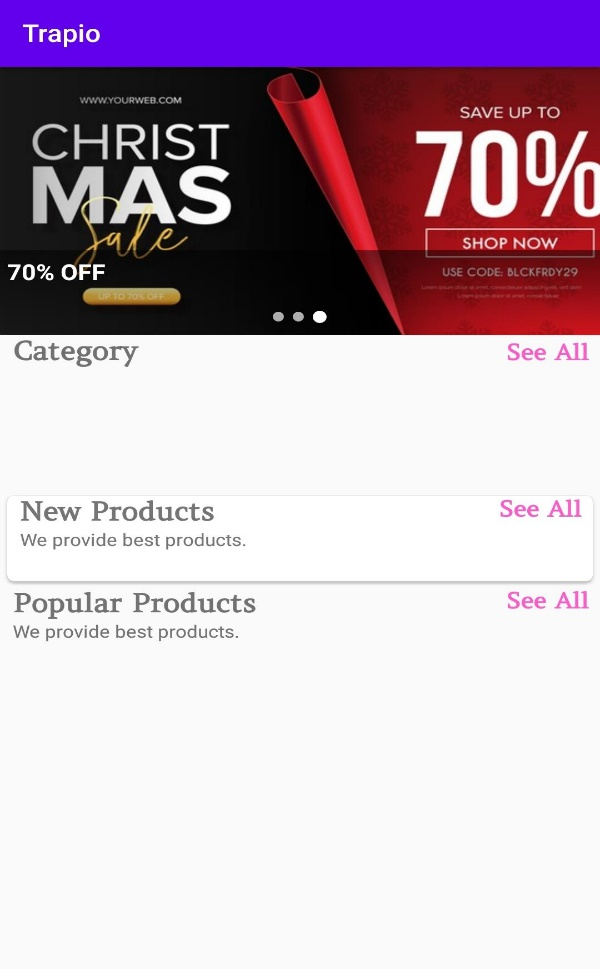 Trapio
WWW.YOURWEB.COM
CHRIST
MAS
Sale
70% OFF
UP TO 70% OFF
SAVE UP TO
70%
SHOP NOW
USE CODE: BLCKFRDY29
Category
See All
New Products
See All
We provide best products.
Popular Products
See All
We provide best products.